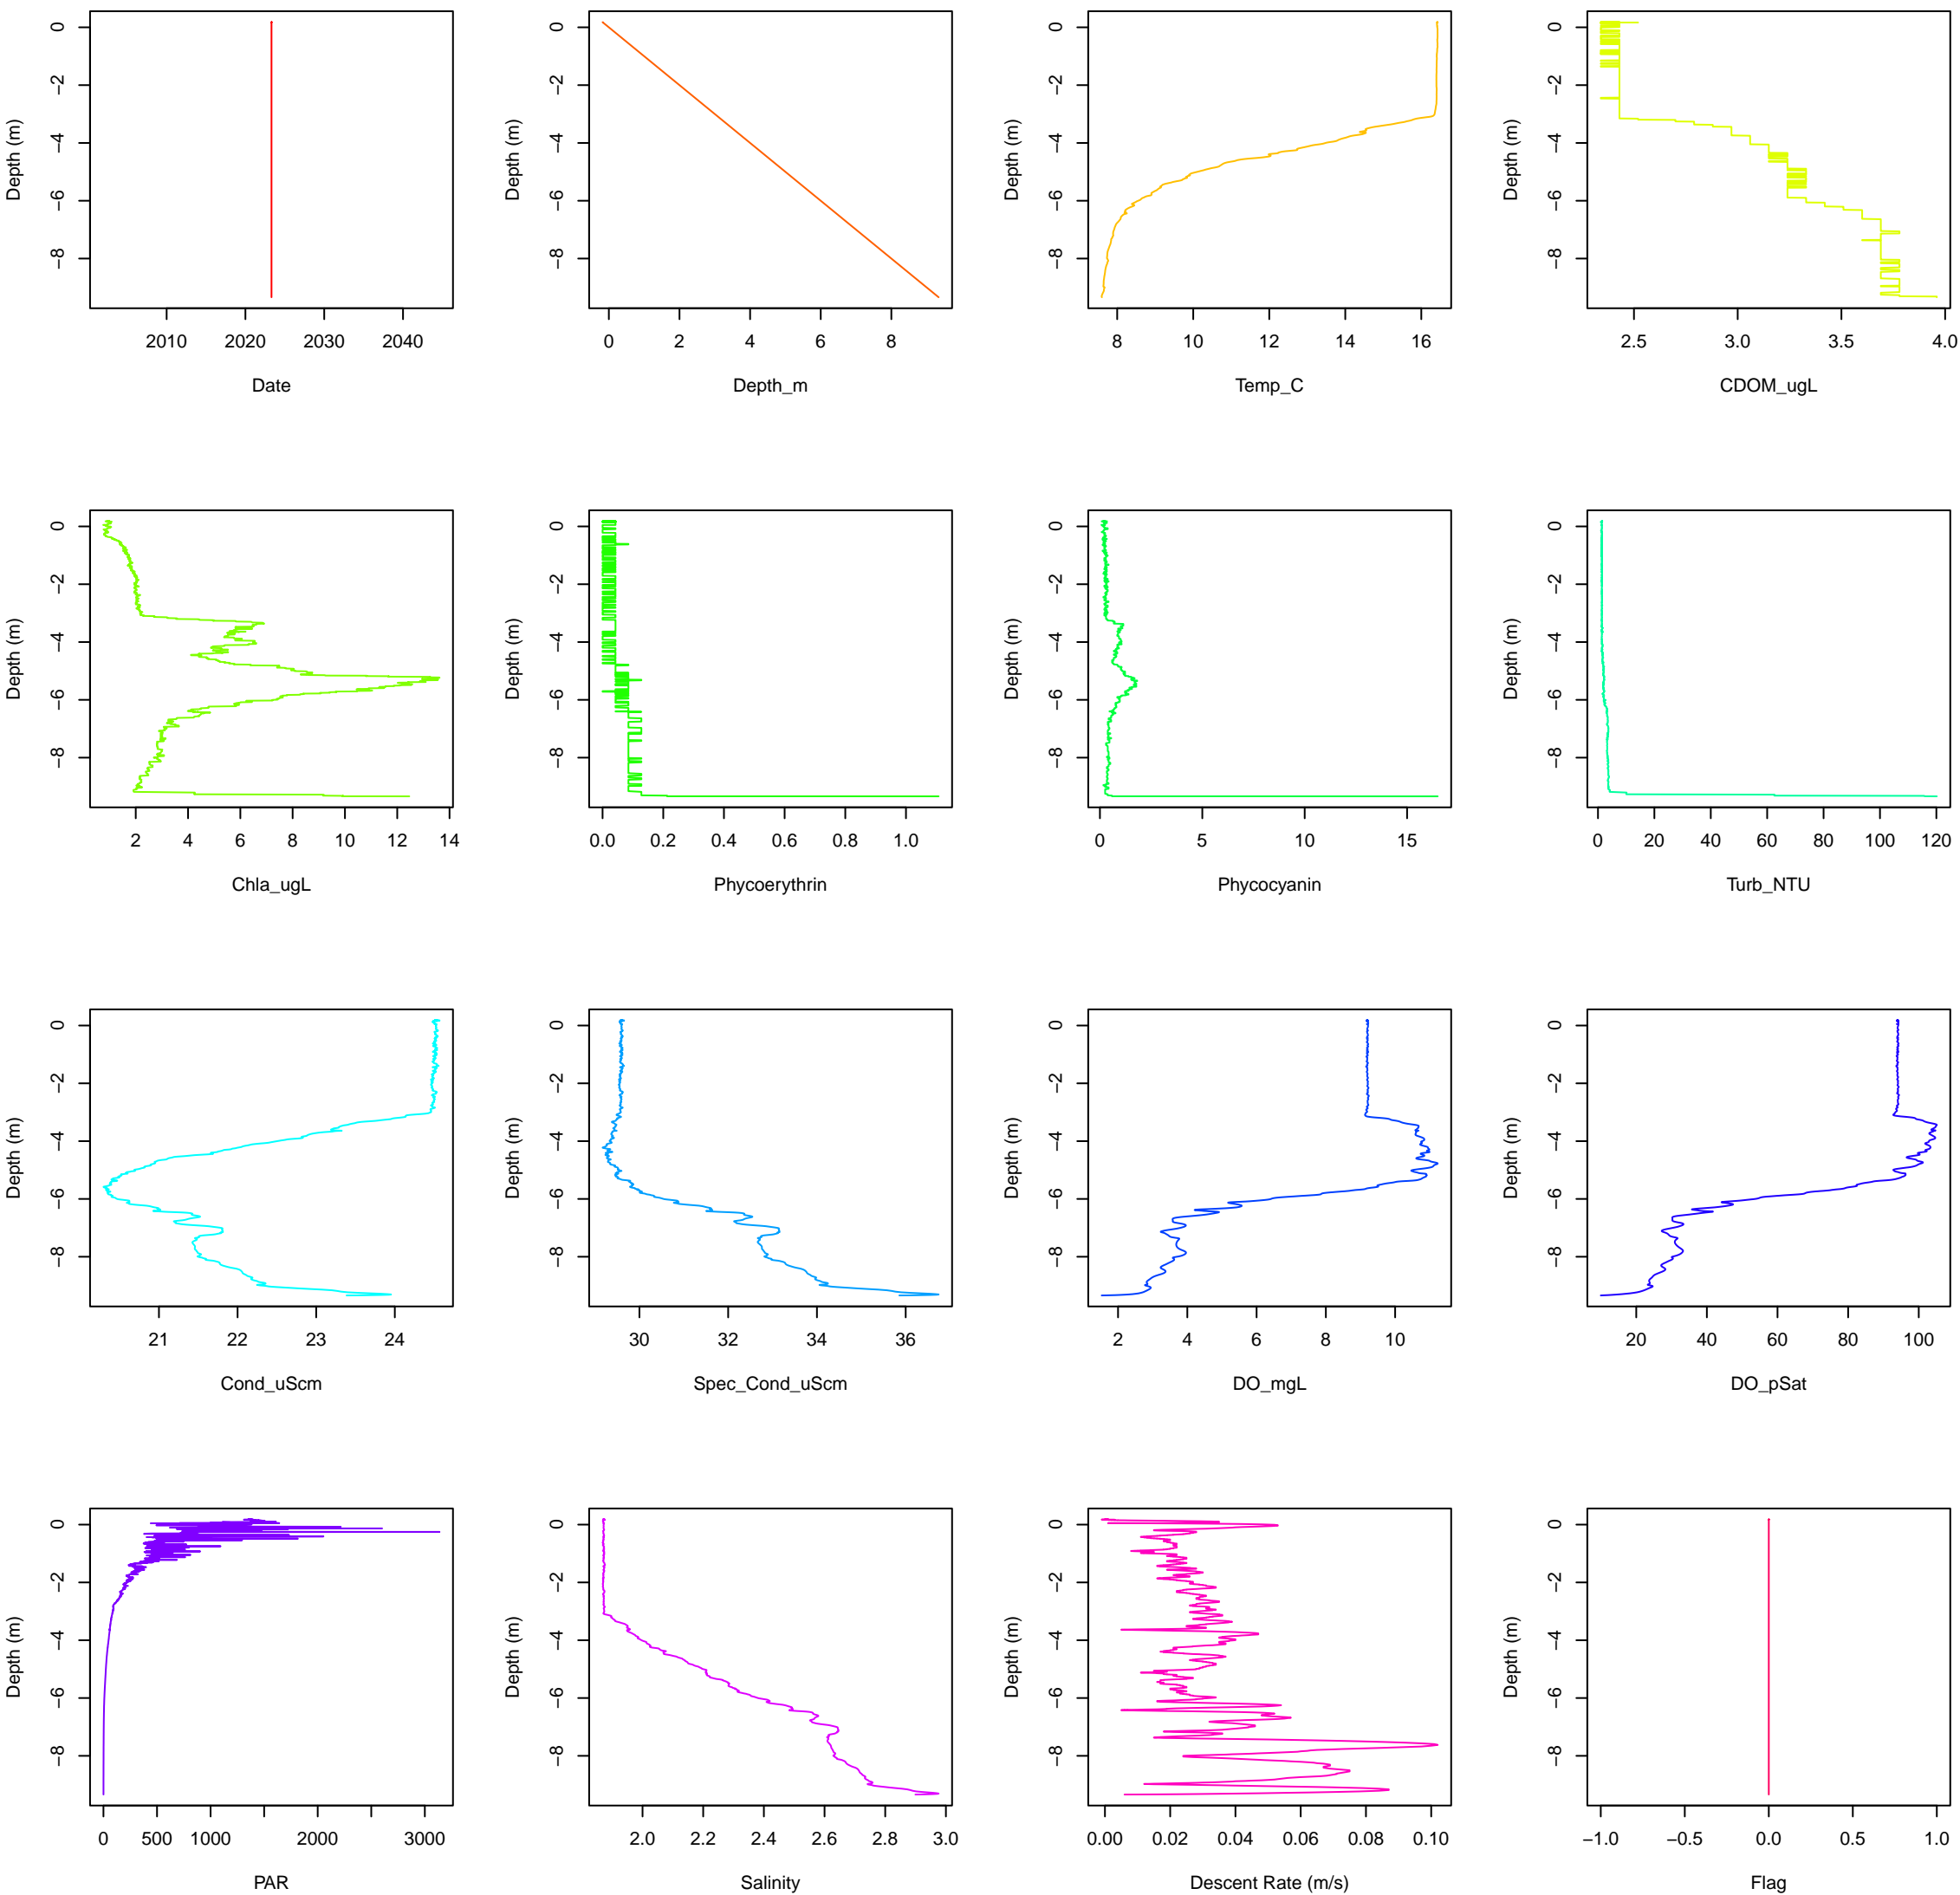 0
−2
−4
−6
−8
Depth (m)
2010 2020 2030 2040
Date
0
−2
−4
−6
−8
Depth (m)
0 2 4 6 8
Depth_m
0
−2
−4
−6
−8
Depth (m)
8 10 12 14 16
Temp_C
0
−2
−4
−6
−8
Depth (m)
2.5 3.0 3.5 4.0
CDOM_ugL
0
−2
−4
−6
−8
Depth (m)
2 4 6 8 10 12 14
Chla_ugL
0
−2
−4
−6
−8
Depth (m)
0.0 0.2 0.4 0.6 0.8 1.0
Phycoerythrin
0
−2
−4
−6
−8
Depth (m)
0 5 10 15
Phycocyanin
0
−2
−4
−6
−8
Depth (m)
0 20 40 60 80 100 120
Turb_NTU
0
−2
−4
−6
−8
Depth (m)
21 22 23 24
Cond_uScm
0
−2
−4
−6
−8
Depth (m)
30 32 34 36
Spec_Cond_uScm
0
−2
−4
−6
−8
Depth (m)
2 4 6 8 10
DO_mgL
0
−2
−4
−6
−8
Depth (m)
20 40 60 80 100
DO_pSat
0
−2
−4
−6
−8
Depth (m)
0 500 1000 2000 3000
PAR
0
−2
−4
−6
−8
Depth (m)
2.0 2.2 2.4 2.6 2.8 3.0
Salinity
0
−2
−4
−6
−8
Depth (m)
0.00 0.02 0.04 0.06 0.08 0.10
Descent Rate (m/s)
0
−2
−4
−6
−8
Depth (m)
−1.0 −0.5 0.0 0.5 1.0
Flag